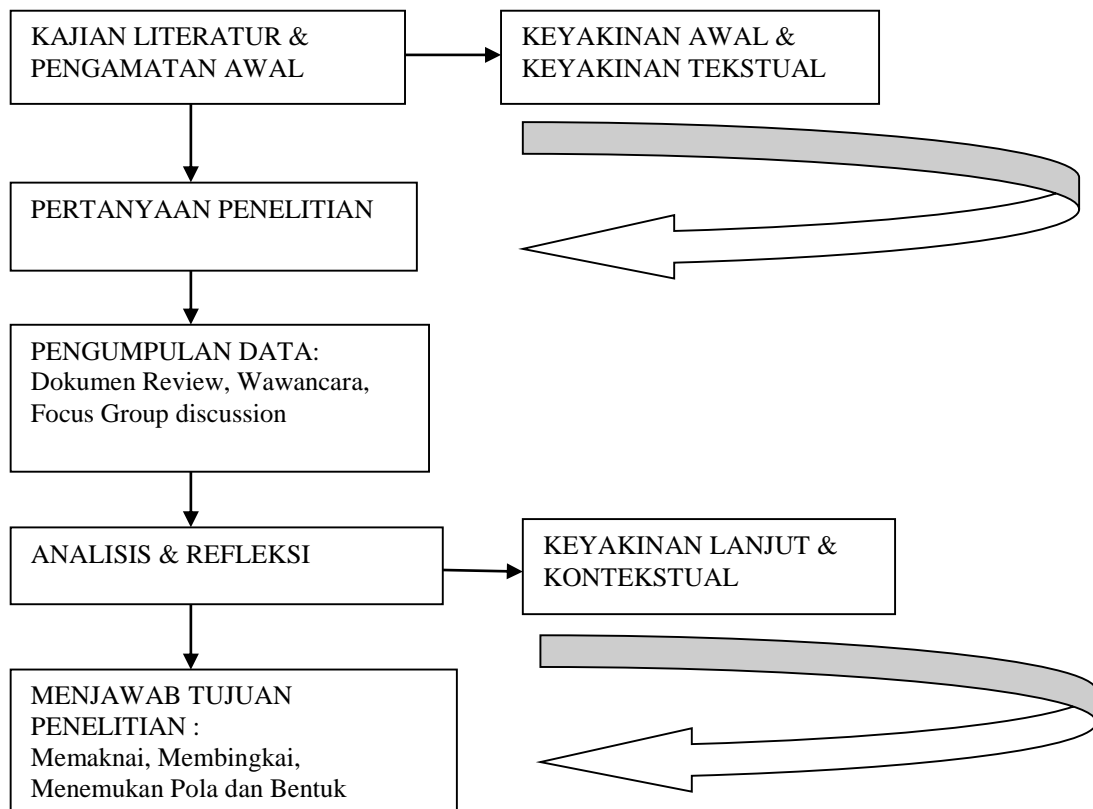 KAJIAN LITERATUR &
PENGAMATAN AWAL
KEYAKINAN AWAL &
KEYAKINAN TEKSTUAL
PERTANYAAN PENELITIAN
PENGUMPULAN DATA:
Dokumen Review, Wawancara,
Focus Group discussion
ANALISIS & REFLEKSI
KEYAKINAN LANJUT &
KONTEKSTUAL
MENJAWAB TUJUAN
PENELITIAN :
Memaknai, Membingkai,
Menemukan Pola dan Bentuk